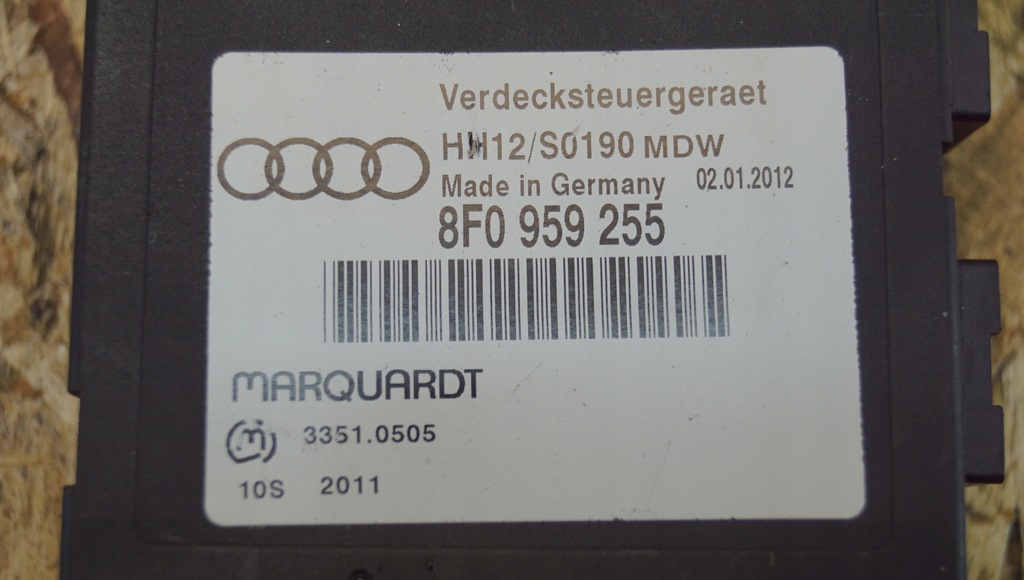 Verdecksteuergeraet
HH12/S0190 MDW
Made in Germany 02.01.2012
8F0 959 255
MARQUARDT
m 3351.0505
10S 2011